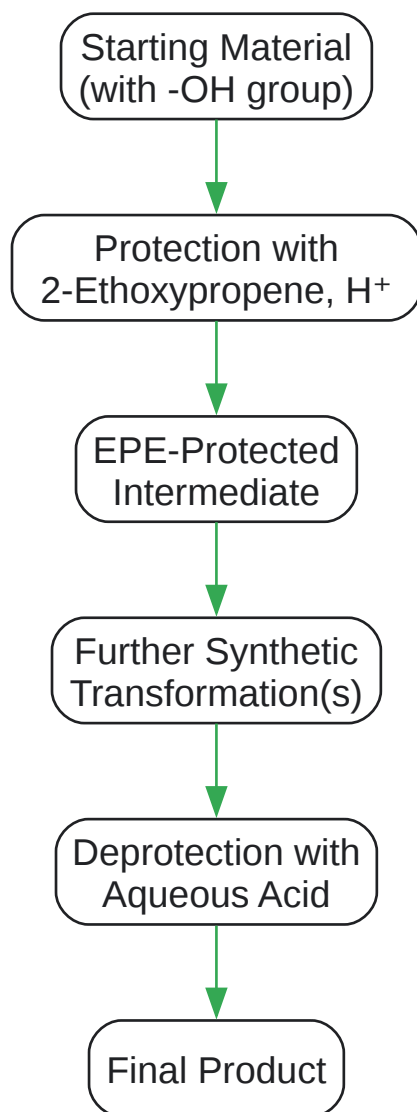 Starting Material
(with -OH group)
Protection with
2-Ethoxypropene, H⁺
EPE-Protected
Intermediate
Further Synthetic
Transformation(s)
Deprotection with
Aqueous Acid
Final Product